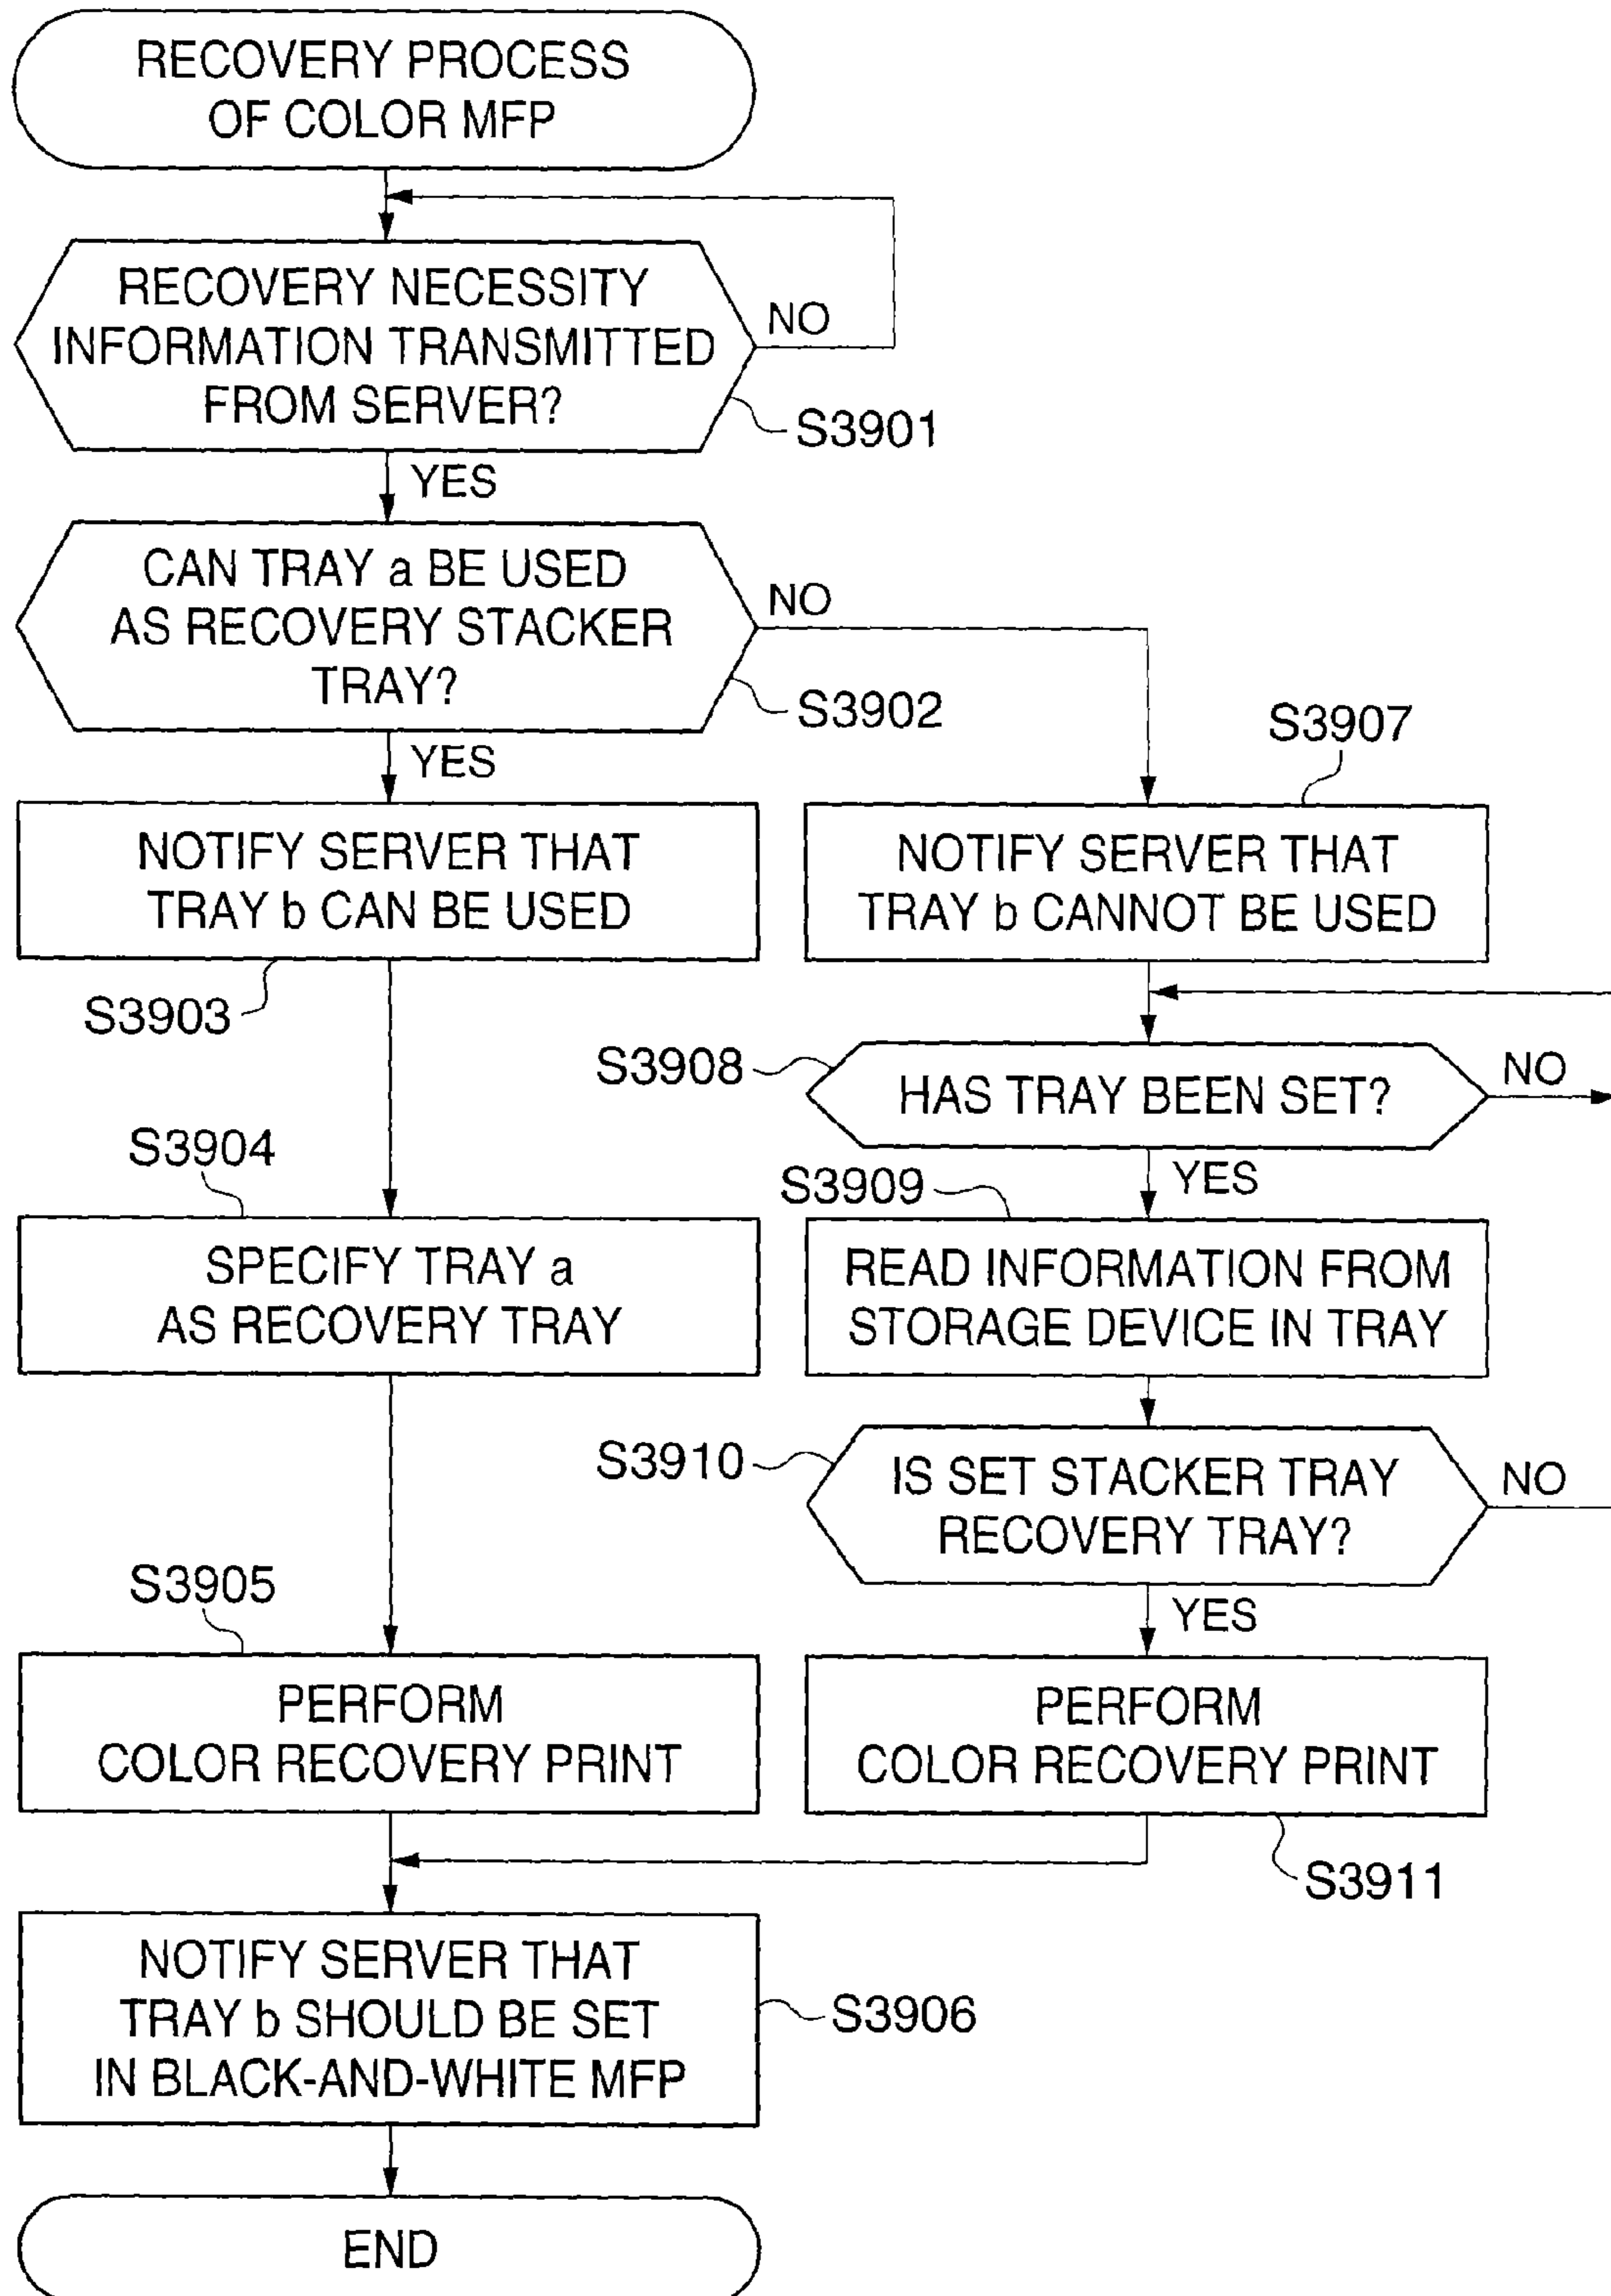 RECOVERY PROCESS
OF COLOR MFP
RECOVERY NECESSITY
INFORMATION TRANSMITTED
FROM SERVER?
NO
S3901
YES
CAN TRAY a BE USED
AS RECOVERY STACKER
TRAY?
NO
S3902
YES
NOTIFY SERVER THAT
TRAY b CAN BE USED
S3903
S3904
SPECIFY TRAY a
AS RECOVERY TRAY
S3905
PERFORM
COLOR RECOVERY PRINT
S3907
NOTIFY SERVER THAT
TRAY b CANNOT BE USED
S3908
HAS TRAY BEEN SET?
NO
YES
S3909
READ INFORMATION FROM
STORAGE DEVICE IN TRAY
S3910
IS SET STACKER TRAY
RECOVERY TRAY?
NO
YES
PERFORM
COLOR RECOVERY PRINT
S3911
NOTIFY SERVER THAT
TRAY b SHOULD BE SET
IN BLACK-AND-WHITE MFP
S3906
END